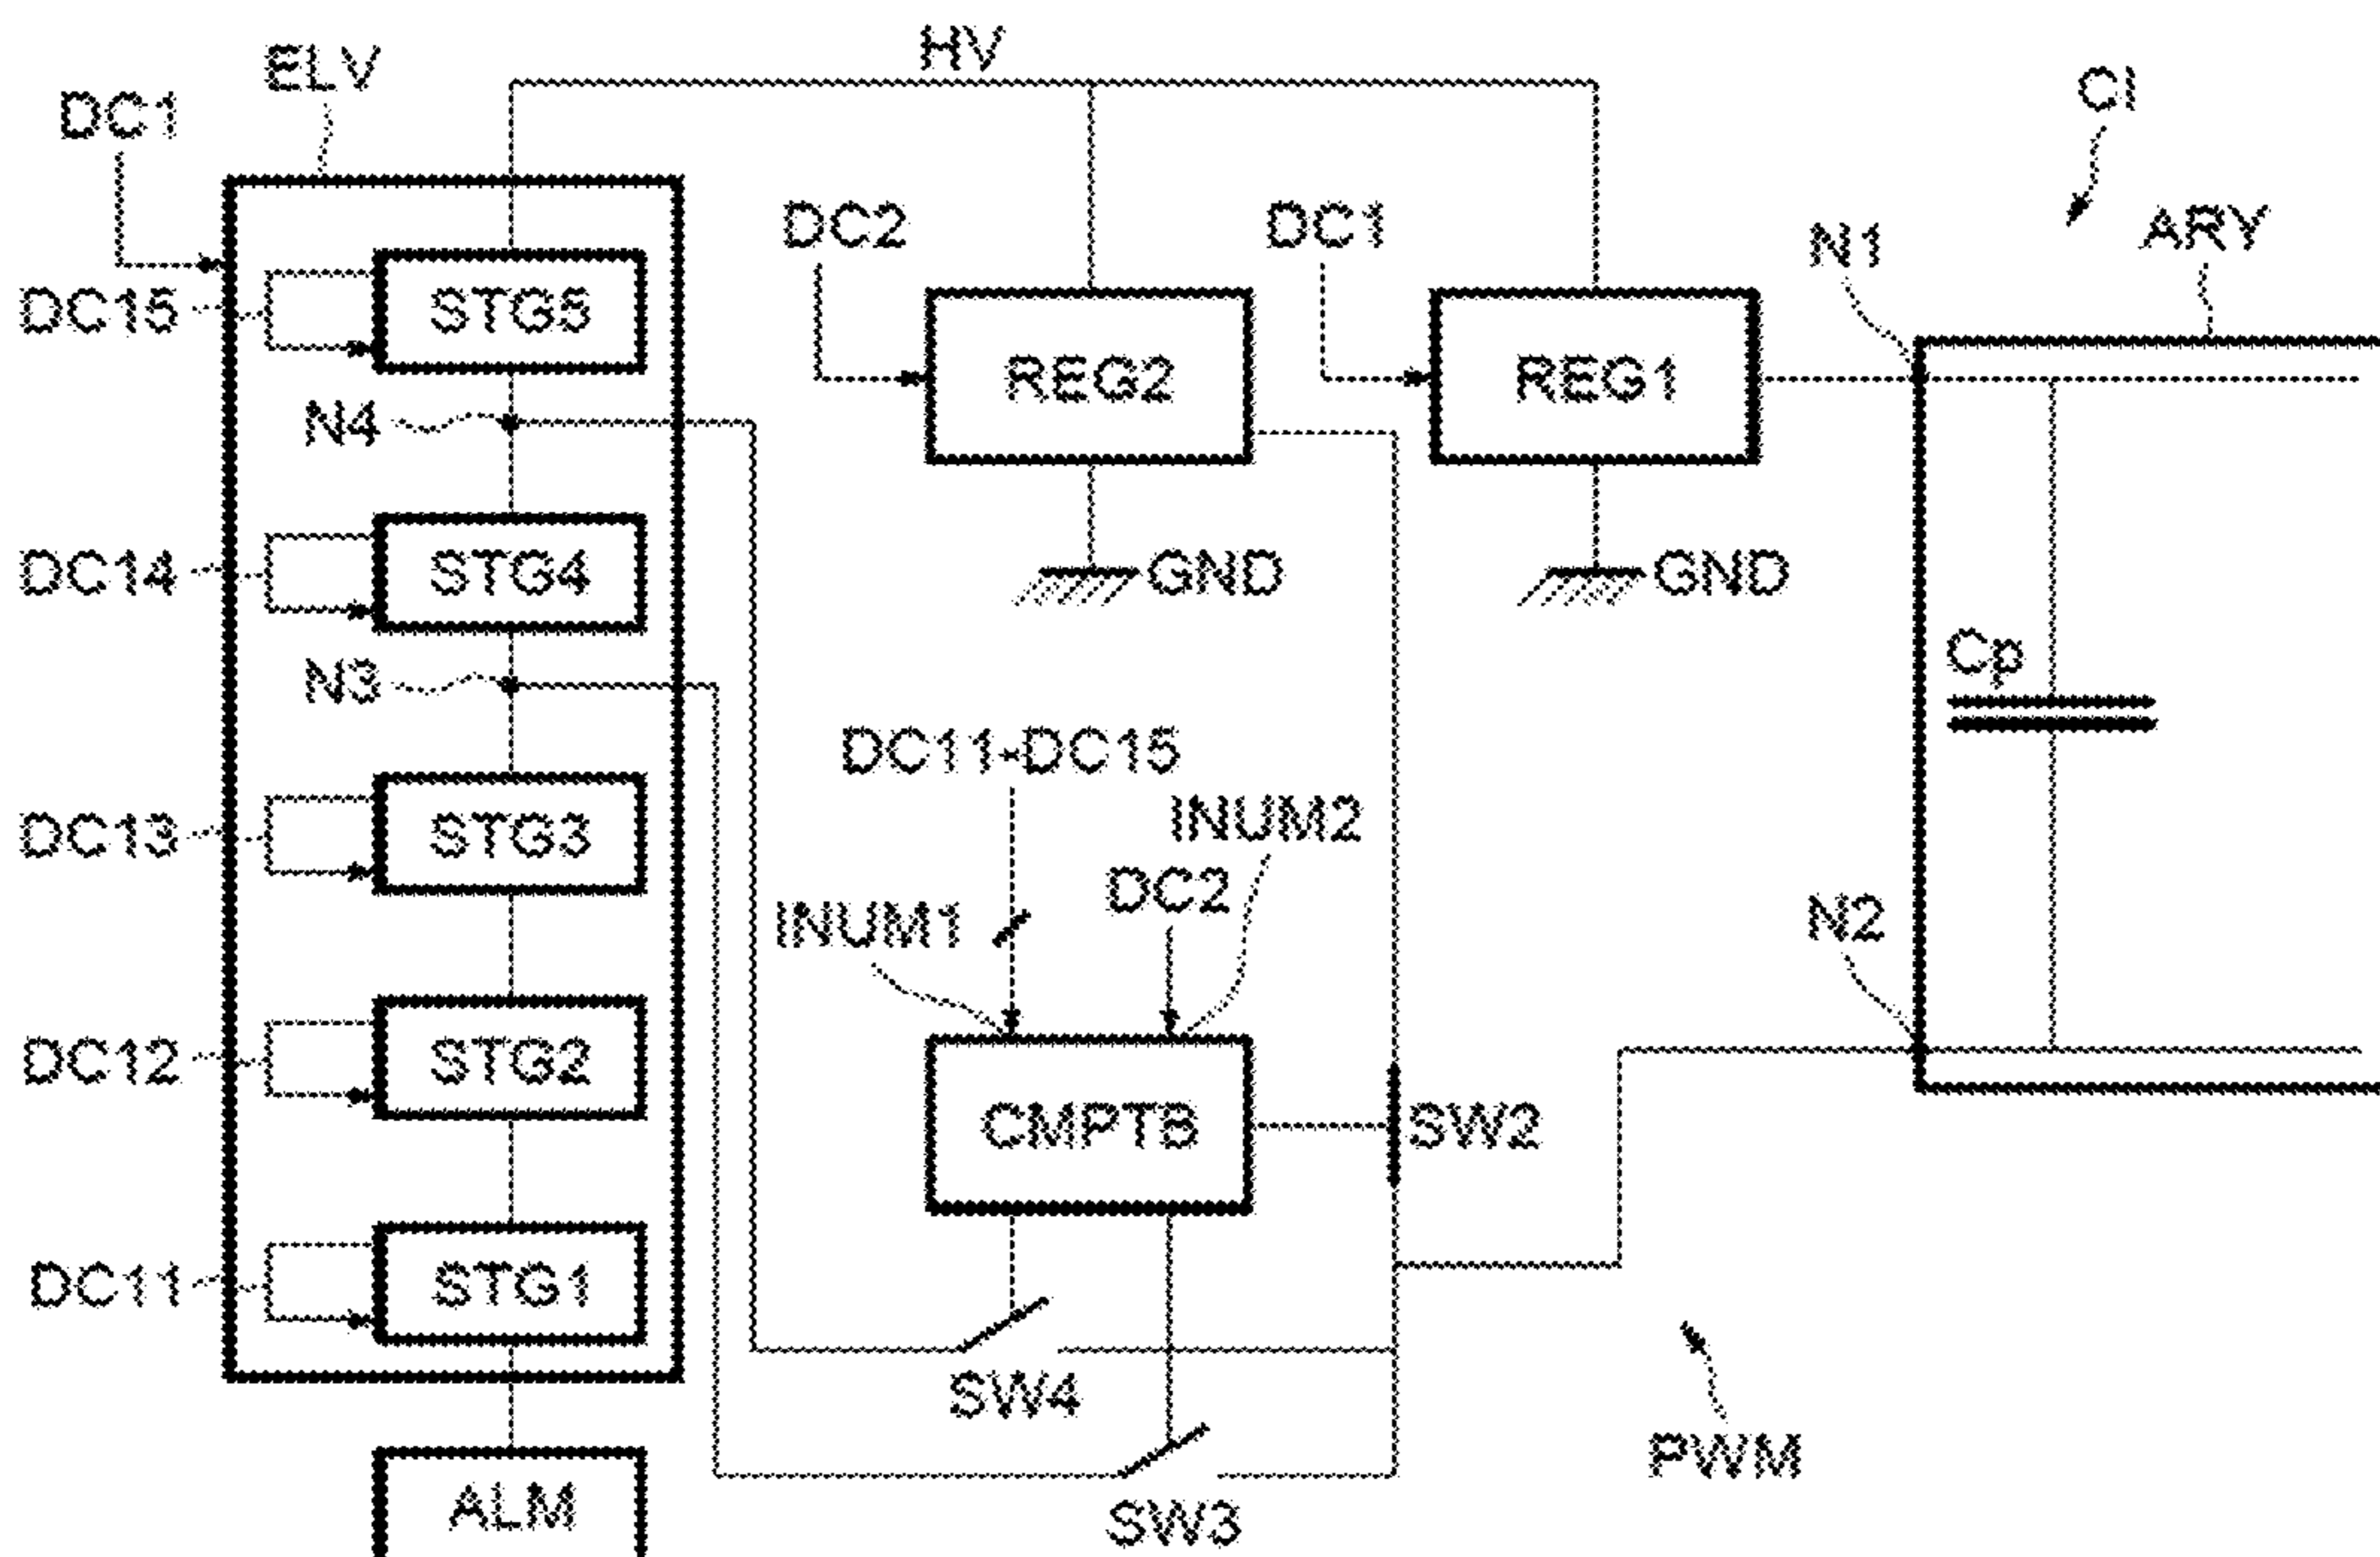 HV
ELV
CI
DC1
DC2
DC1
N1
ARY
DC15
STG5
REG2
REG1
N4
DC14
STG4
GND
GND
N3
Cp
DC11-DC15
DC13
STG3
INUM2
DC2
INUM1
N2
DC12
STG2
CMPTB
SW2
DC11
STG1
SW4
PWM
ALM
SW3